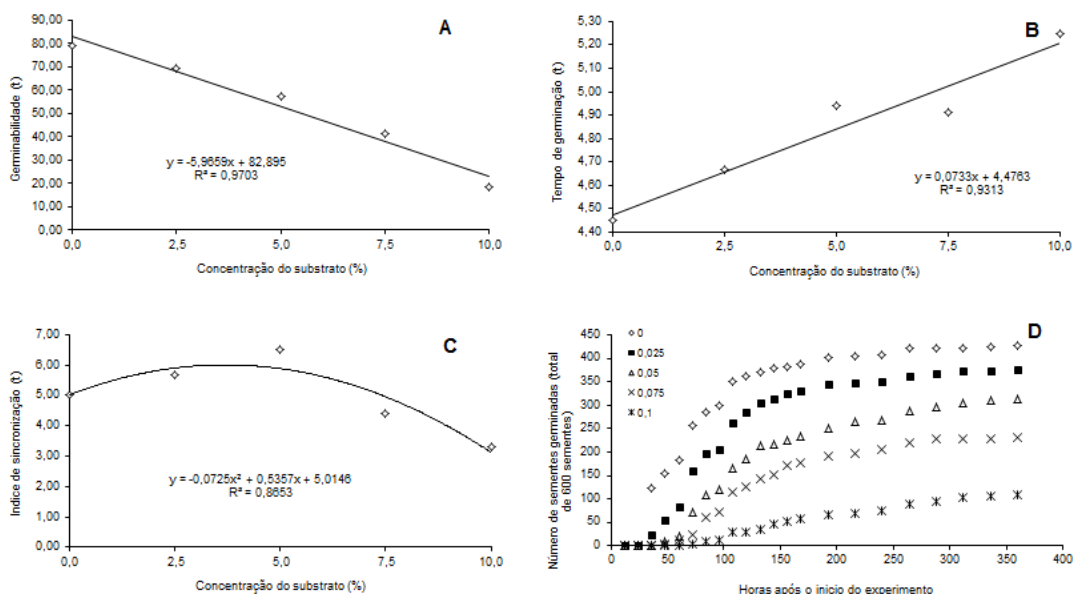 A
Germinabilidade (t)
90,00
80,00
70,00
60,00
50,00
40,00
30,00
20,00
10,00
0,00
y = -5,9659x + 82,895
R² = 0,9703
0,0 2,5 5,0 7,5 10,0
Concentração do substrato (%)
B
Tempo de germinação (t)
5,30
5,20
5,10
5,00
4,90
4,80
4,70
4,60
4,50
4,40
y = 0,0733x + 4,4763
R² = 0,9313
0,0 2,5 5,0 7,5 10,0
Concentração do substrato (%)
C
Indice de sincronização (t)
7,00
6,00
5,00
4,00
3,00
2,00
1,00
0,00
y = -0,0725x² + 0,5357x + 5,0146
R² = 0,8653
0,0 2,5 5,0 7,5 10,0
Concentração do substrato (%)
D
Número de sementes germinadas (total
de 600 sementes)
450
400
350
300
250
200
150
100
50
0
0
0,025
0,05
0,075
0,1
0 50 100 150 200 250 300 350 400
Horas após o inicio do experimento